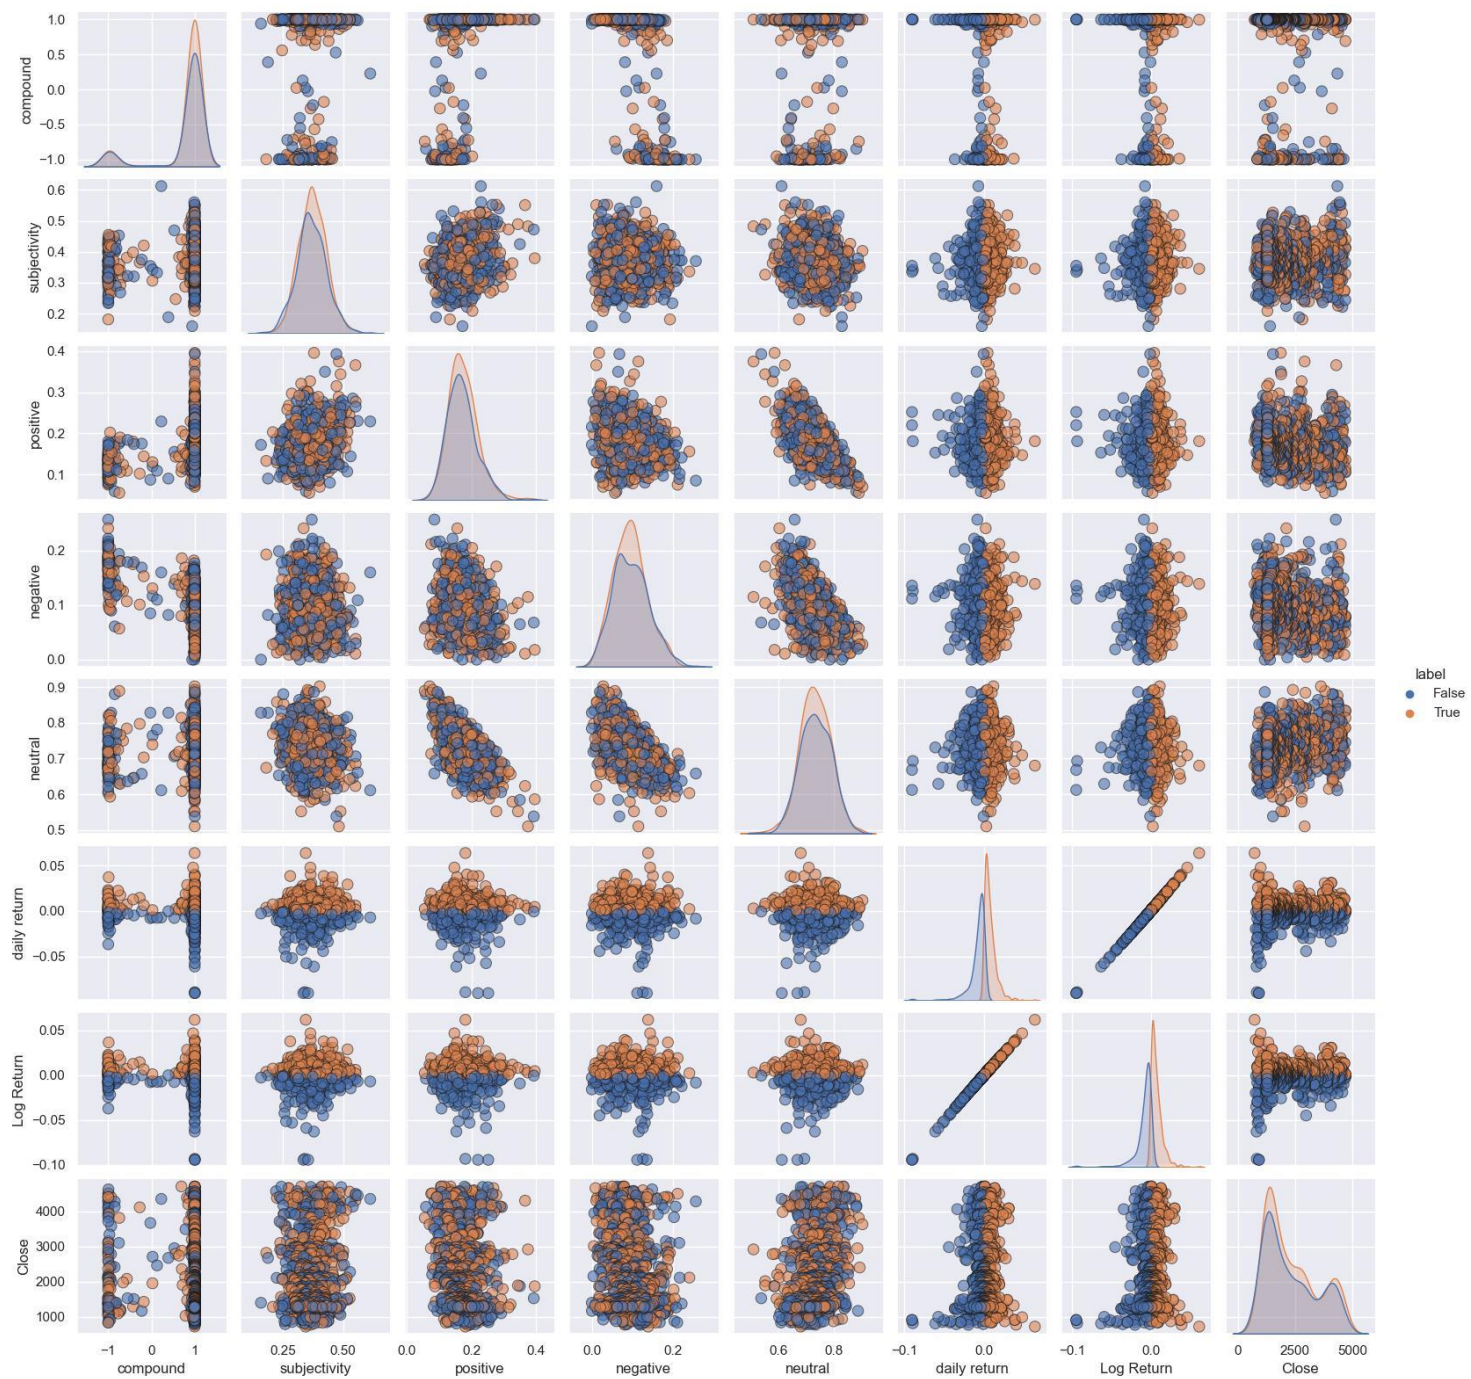 compound
1.0
0.5
0.0
−0.5
−1.0
subjectivity
0.6
0.5
0.4
0.3
0.2
positive
0.4
0.3
0.2
0.1
negative
0.2
0.1
0.0
neutral
0.9
0.8
0.7
0.6
0.5
label
False
True
daily return
0.05
0.00
−0.05
Log Return
0.05
0.00
−0.05
−0.10
Close
4000
3000
2000
1000
−1 0 1
0.25 0.50
0.0 0.2 0.4
0.0 0.2
0.6 0.8
−0.1 0.0
−0.1 0.0
0 2500 5000
compound subjectivity positive negative neutral daily return Log Return Close